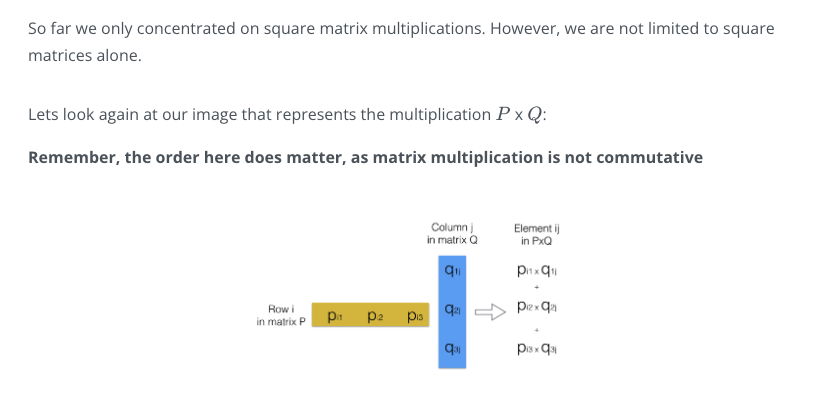 So far we only concentrated on square matrix multiplications. However, we are not limited to square
matrices alone.
Lets look again at our image that represents the multiplication P x Q:
Remember, the order here does matter, as matrix multiplication is not commutative
Column j
in matrix Q
Element ij
in PxQ
Row i
in matrix P
pi1 pi2 pi3
q1j
q2j
q3j
pi1 x q1j
+
pi2 x q2j
+
pi3 x q3j